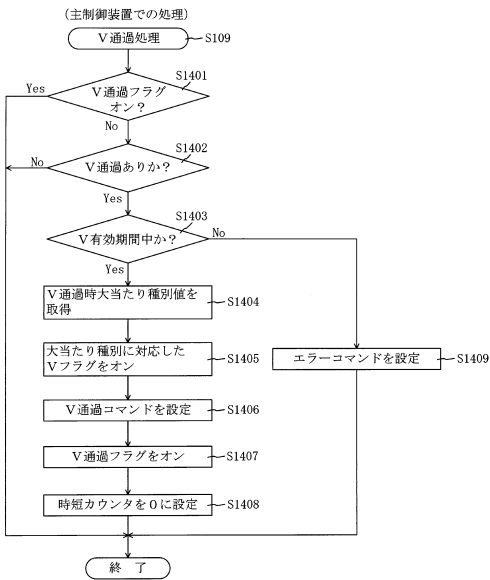 (主制御装置での処理)
V通過処理
S109
S1401
Yes
V通過フラグ
オン?
No
S1402
No
V通過ありか?
Yes
S1403
V有効期間中か?
No
Yes
V通過時大当たり種別値を
取得
S1404
大当たり種別に対応した
Vフラグをオン
S1405
エラーコマンドを設定
S1409
V通過コマンドを設定
S1406
V通過フラグをオン
S1407
時短カウンタを0に設定
S1408
終 了